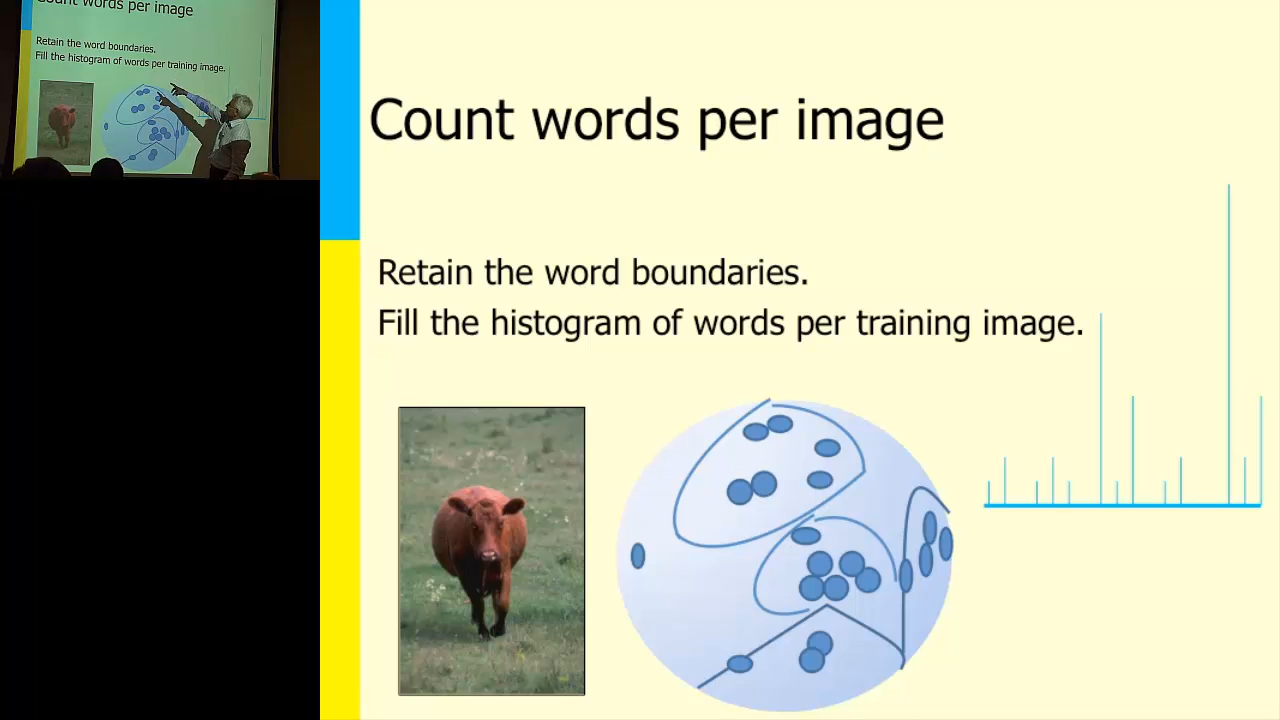 Count words per image
Retain the word boundaries.
Fill the histogram of words per training image.
Count words per image
Retain the word boundaries.
Fill the histogram of words per training image.